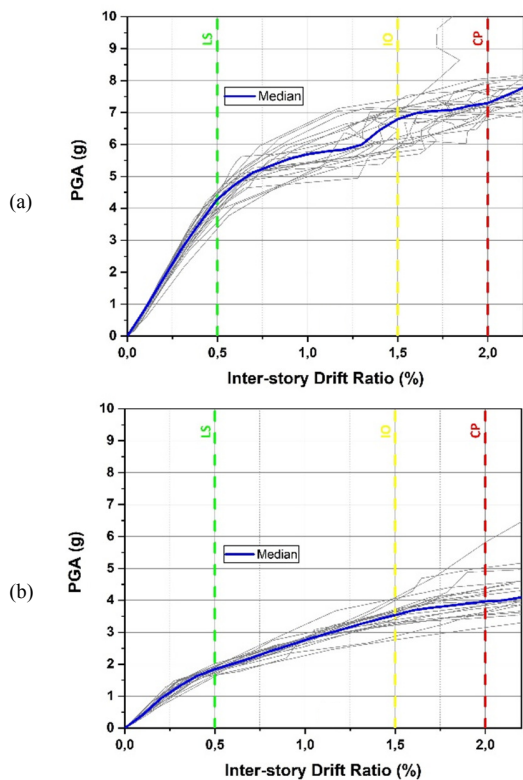 (a)
PGA (g)
10
9
8
7
6
5
4
3
2
1
0
LS
IO
CP
Median
0,0
0,5
1,0
1,5
2,0
Inter-story Drift Ratio (%)
(b)
PGA (g)
10
9
8
7
6
5
4
3
2
1
0
LS
IO
CP
Median
0,0
0,5
1,0
1,5
2,0
Inter-story Drift Ratio (%)